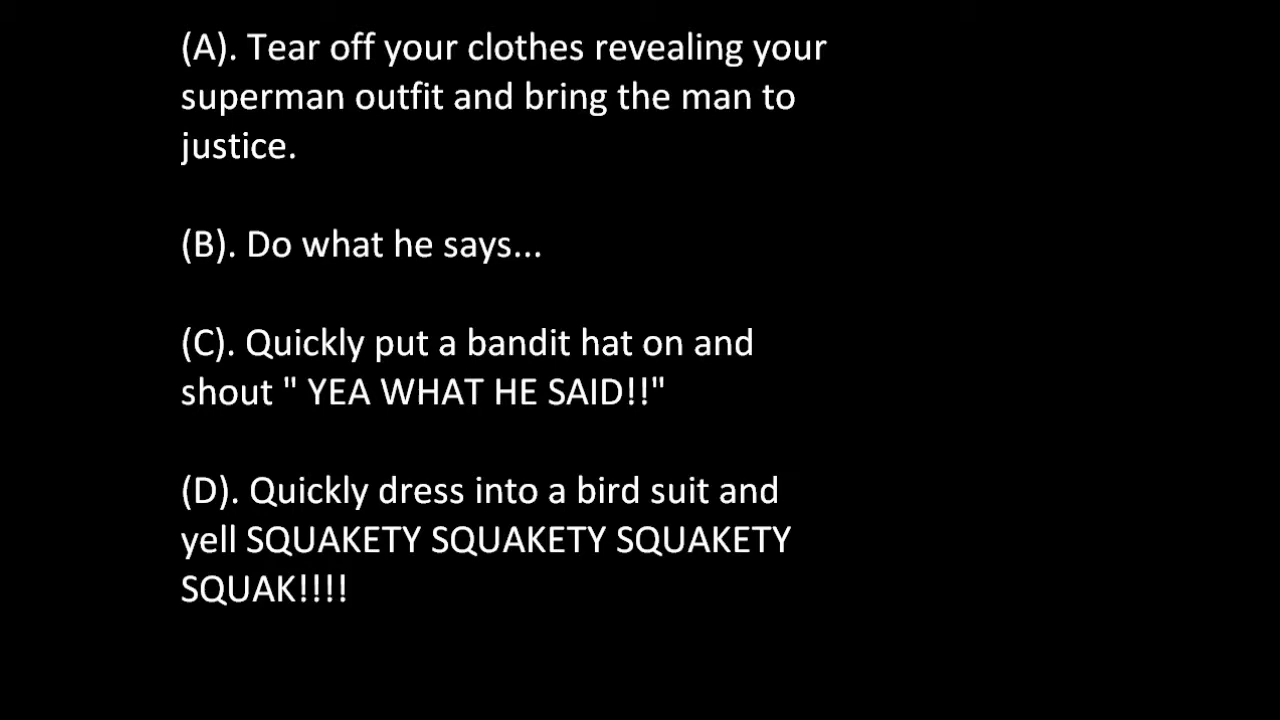 (A). Tear off your clothes revealing your
superman outfit and bring the man to
justice.
(B). Do what he says...
(C). Quickly put a bandit hat on and
shout " YEA WHAT HE SAID!!"
(D). Quickly dress into a bird suit and
yell SQUAKETY SQUAKETY SQUAKETY
SQUAK!!!!